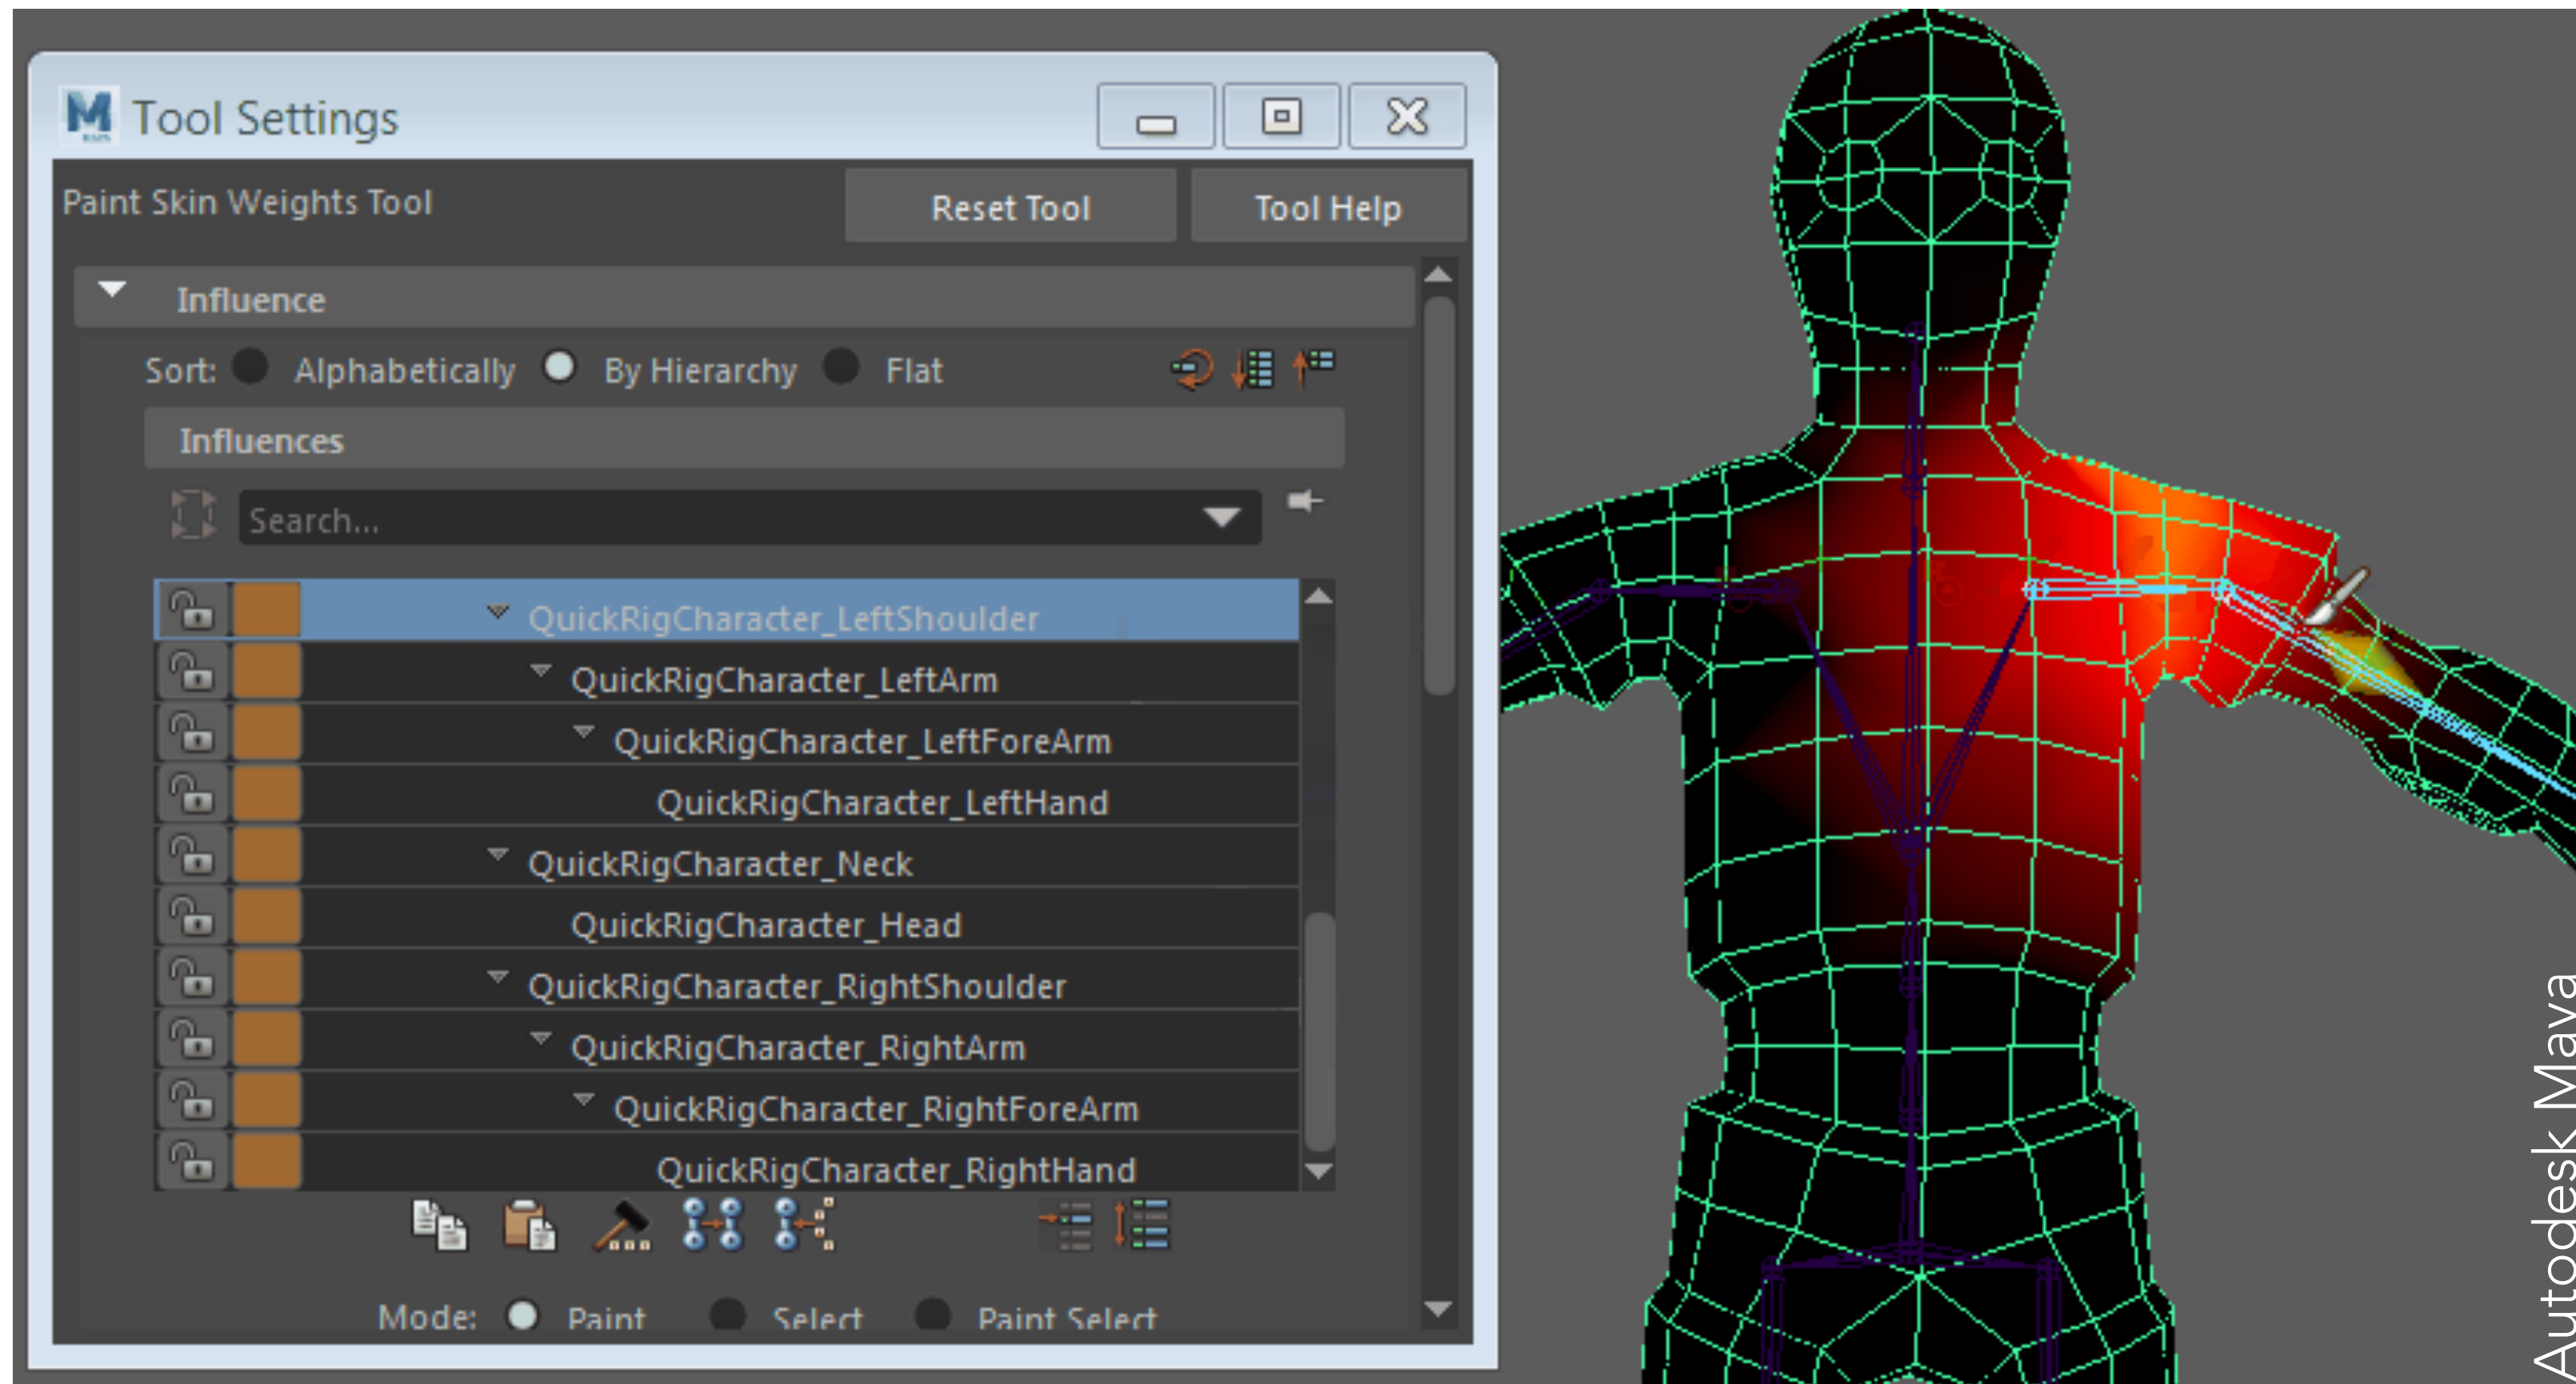 Tool Settings
Paint Skin Weights Tool
Reset Tool
Tool Help
Influence
Sort: Alphabetically By Hierarchy Flat
Influences
Search...
QuickRigCharacter_LeftShoulder
QuickRigCharacter_LeftArm
QuickRigCharacter_LeftForeArm
QuickRigCharacter_LeftHand
QuickRigCharacter_Neck
QuickRigCharacter_Head
QuickRigCharacter_RightShoulder
QuickRigCharacter_RightArm
QuickRigCharacter_RightForeArm
QuickRigCharacter_RightHand
Mode: Paint Select Paint Select
Autodesk Maya